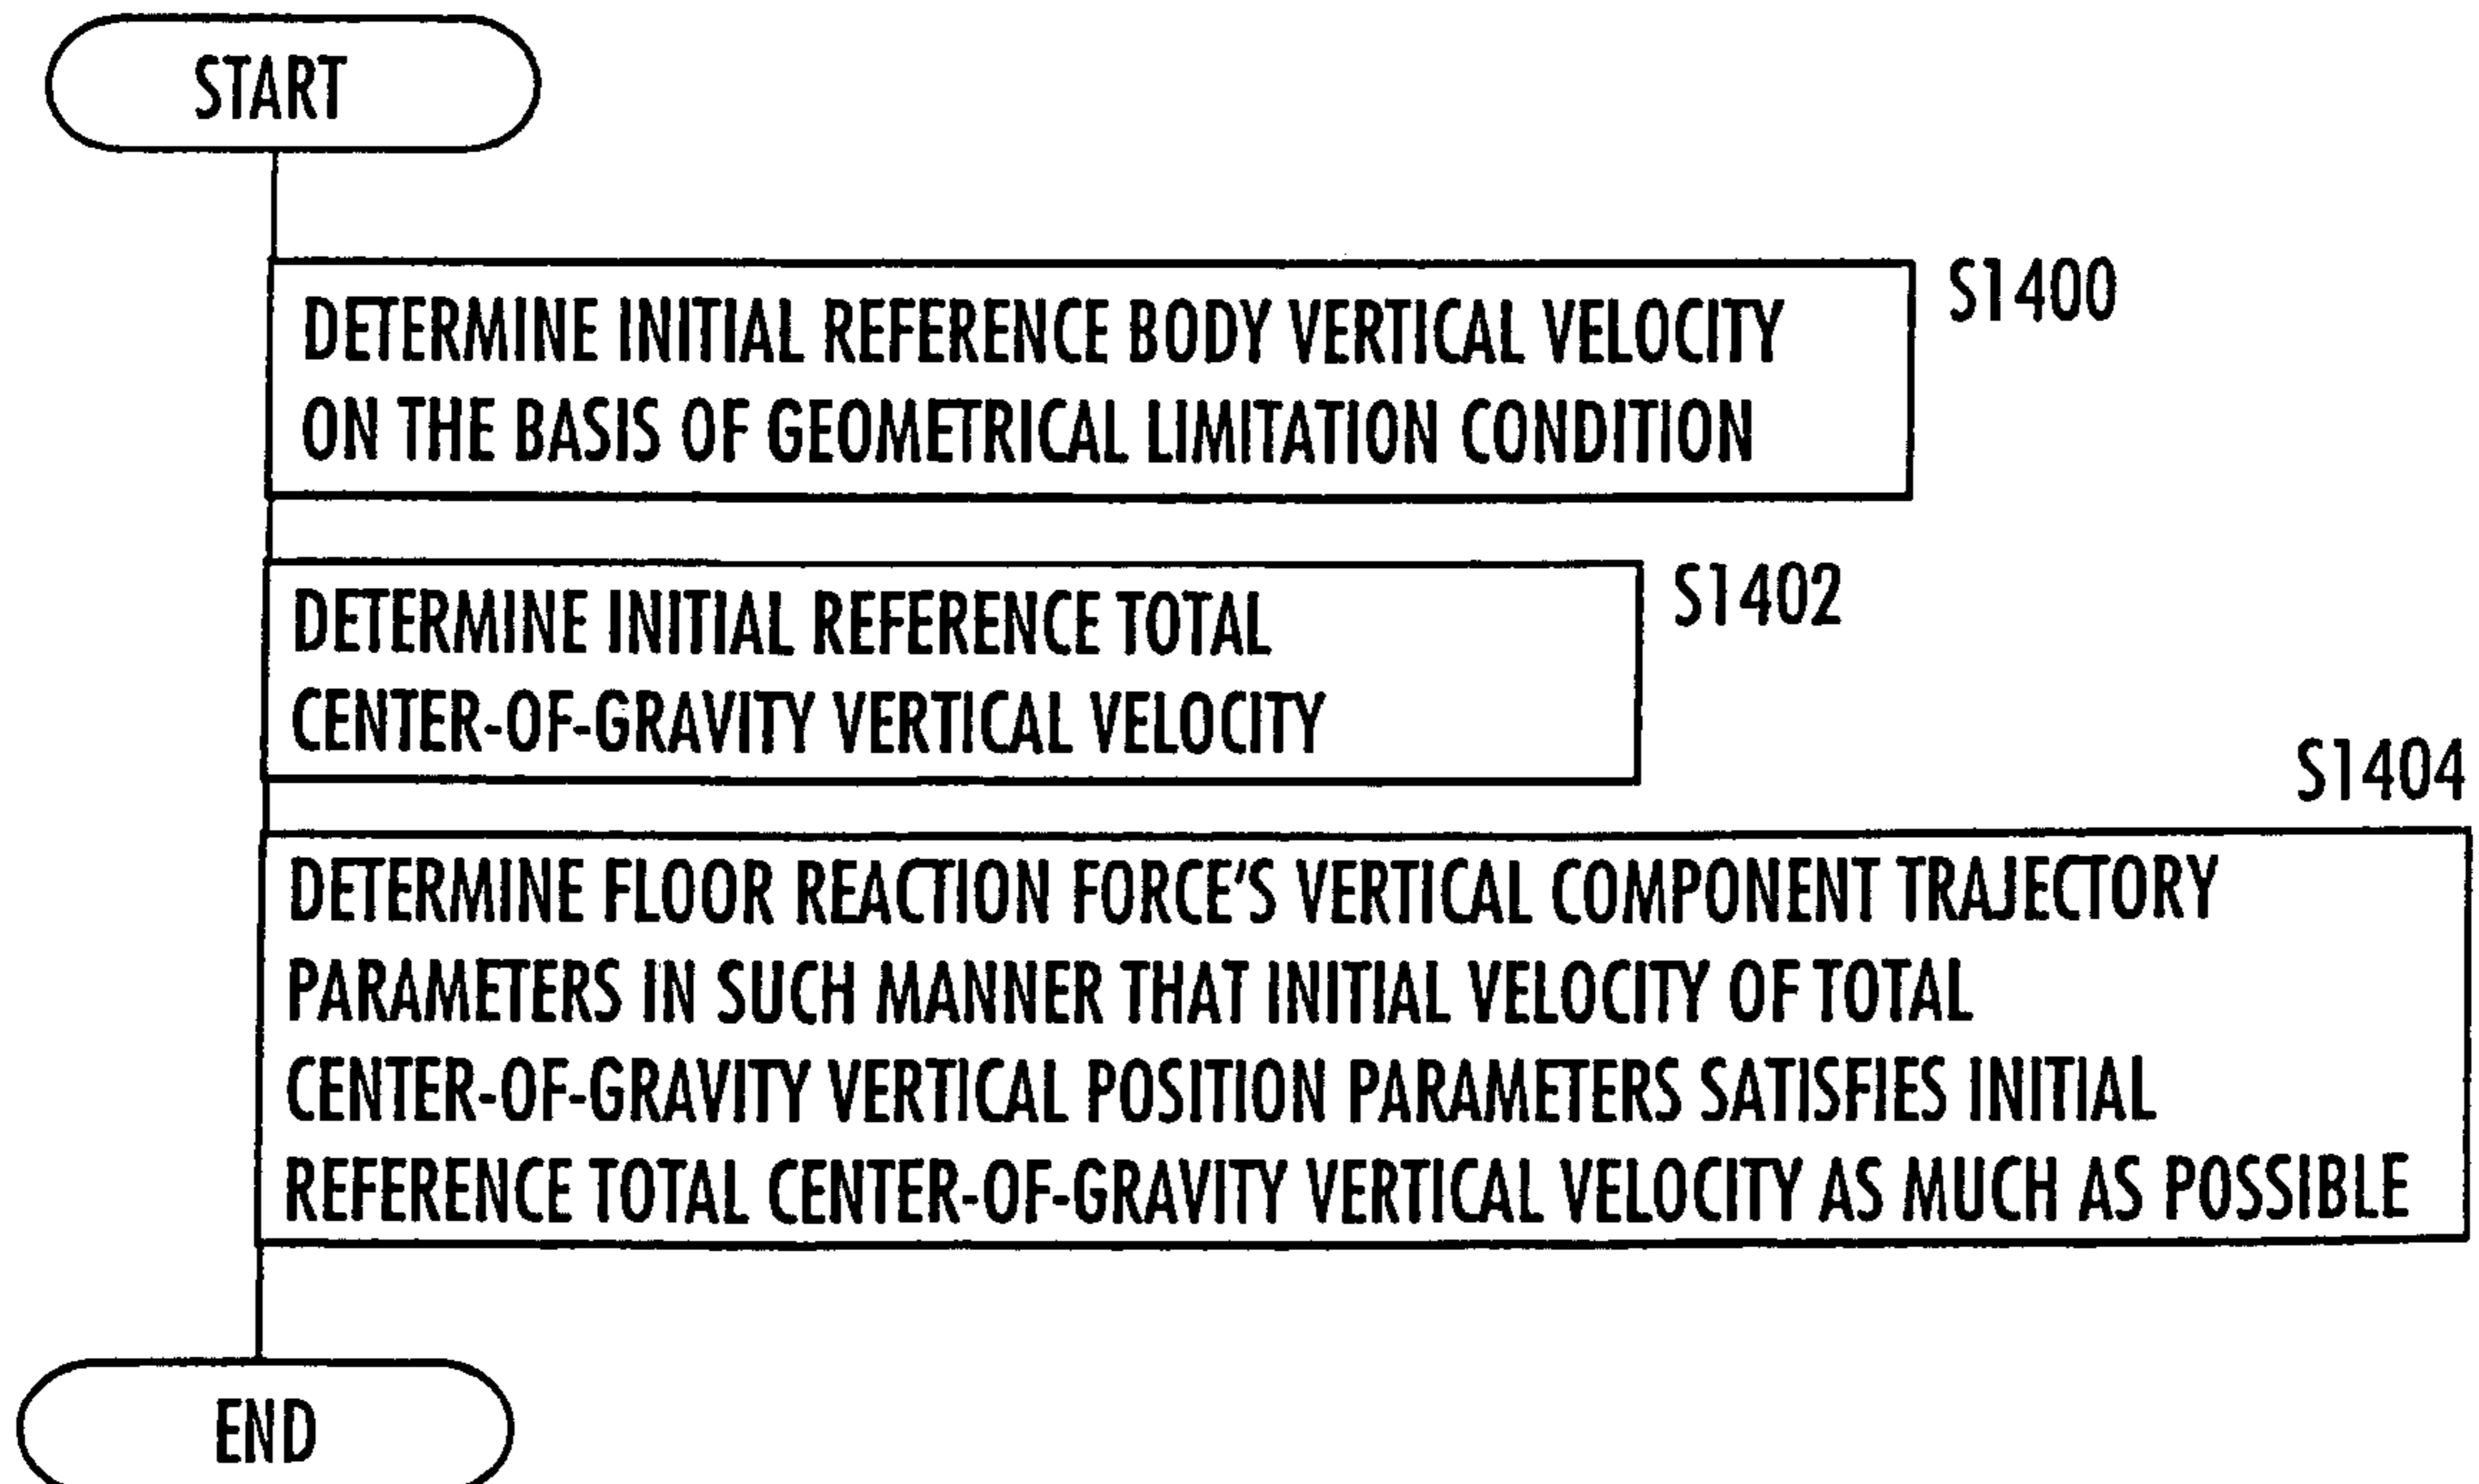 START
S1400
DETERMINE INITIAL REFERENCE BODY VERTICAL VELOCITY
ON THE BASIS OF GEOMETRICAL LIMITATION CONDITION
S1402
DETERMINE INITIAL REFERENCE TOTAL
CENTER-OF-GRAVITY VERTICAL VELOCITY
S1404
DETERMINE FLOOR REACTION FORCE'S VERTICAL COMPONENT TRAJECTORY
PARAMETERS IN SUCH MANNER THAT INITIAL VELOCITY OF TOTAL
CENTER-OF-GRAVITY VERTICAL POSITION PARAMETERS SATISFIES INITIAL
REFERENCE TOTAL CENTER-OF-GRAVITY VERTICAL VELOCITY AS MUCH AS POSSIBLE
END